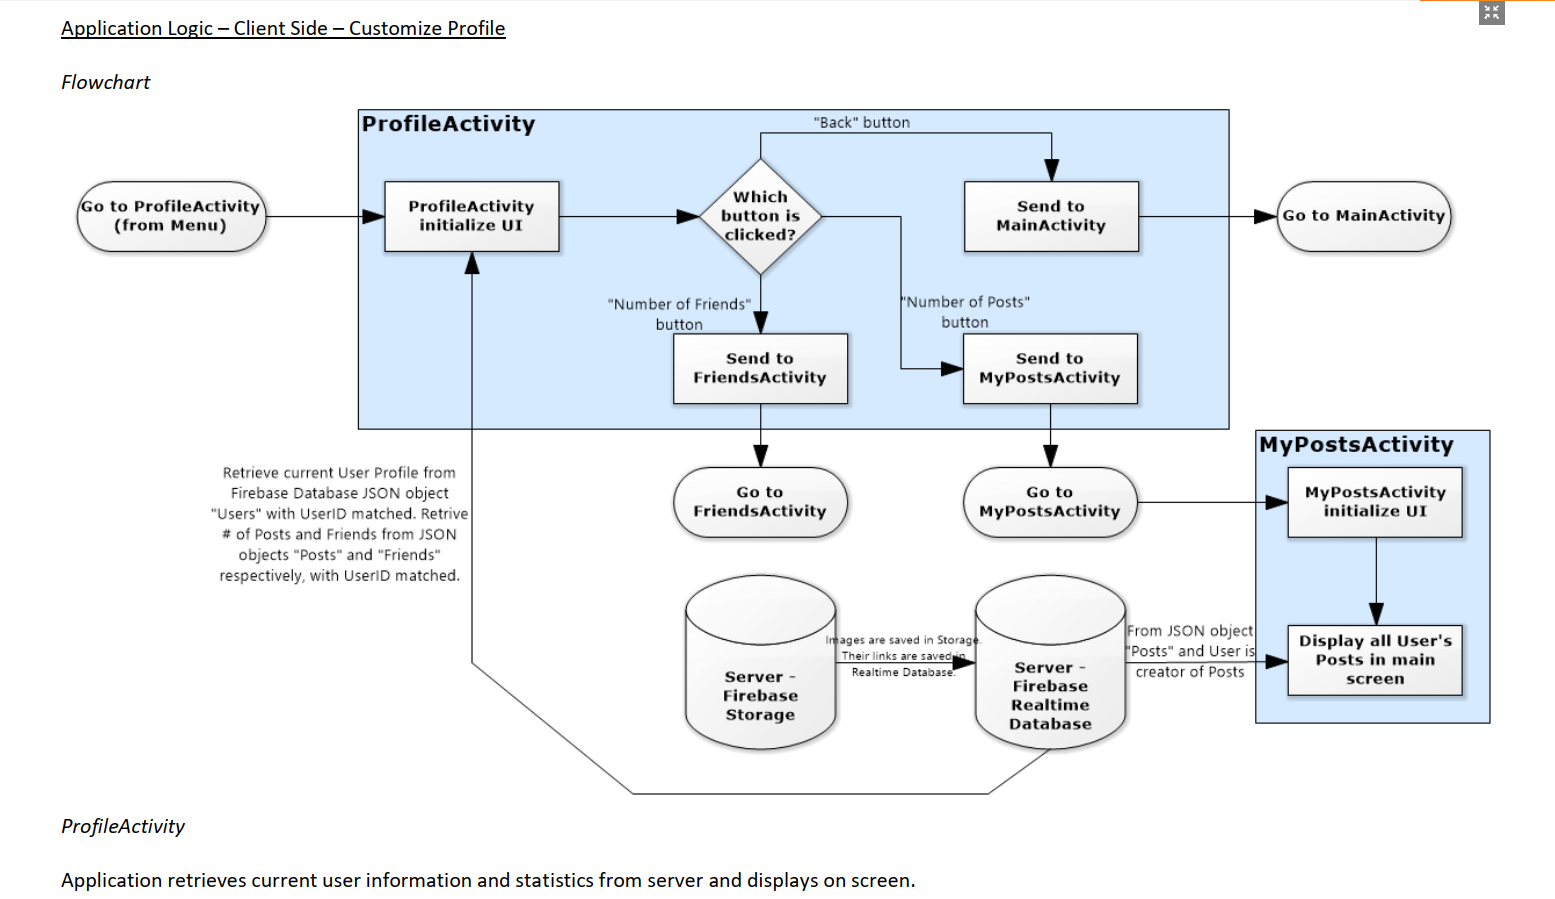 Application Logic – Client Side – Customize Profile
Flowchart
ProfileActivity
"Back" button
Go to ProfileActivity
(from Menu)
ProfileActivity
initialize UI
Which
button is
clicked?
Send to
MainActivity
Go to MainActivity
"Number of Friends"
button
"Number of Posts"
button
Send to
FriendsActivity
Send to
MyPostsActivity
Retrieve current User Profile from
Firebase Database JSON object
"Users" with UserID matched. Retrive
# of Posts and Friends from JSON
objects "Posts" and "Friends"
respectively, with UserID matched.
Go to
FriendsActivity
Go to
MyPostsActivity
MyPostsActivity
MyPostsActivity
initialize UI
Server -
Firebase
Storage
Images are saved in Storage.
Their links are saved in
Realtime Database.
Server -
Firebase
Realtime
Database
From JSON object
"Posts" and User is
creator of Posts
Display all User's
Posts in main
screen
ProfileActivity
Application retrieves current user information and statistics from server and displays on screen.